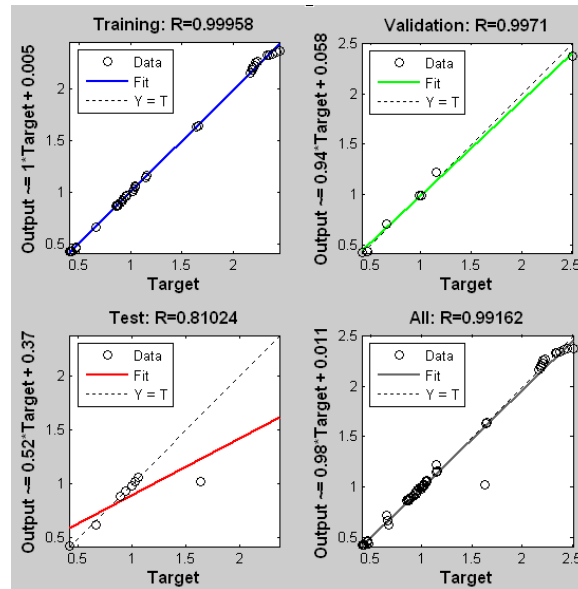 Training: R=0.99958
Output ~= 1*Target + 0.005
Data
Fit
Y = T
2
1.5
1
0.5
0.5
1
1.5
2
Target
Validation: R=0.9971
Output ~= 0.94*Target + 0.058
Data
Fit
Y = T
2.5
2
1.5
1
0.5
0.5
1
1.5
2
2.5
Target
Test: R=0.81024
Output ~= 0.52*Target + 0.37
Data
Fit
Y = T
2
1.5
1
0.5
0.5
1
1.5
2
Target
All: R=0.99162
Output ~= 0.98*Target + 0.011
Data
Fit
Y = T
2.5
2
1.5
1
0.5
0.5
1
1.5
2
2.5
Target